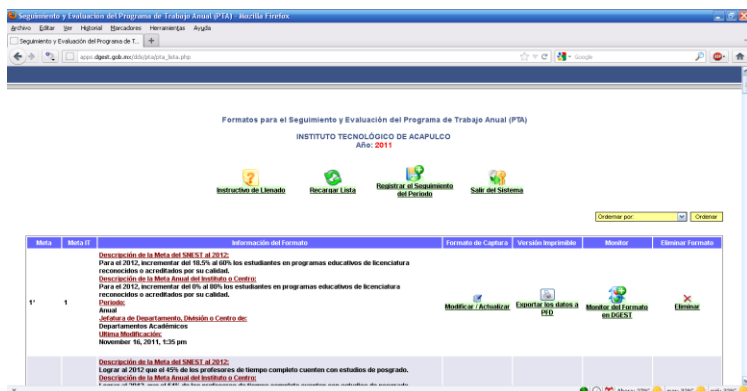 Seguimiento y Evaluación del Programa de Trabajo Anual (PTA) - Mozilla Firefox
Archivo Editar Ver Historial Marcadores Herramientas Ayuda
Seguimiento y Evaluación del Programa de T...
apps.dgest.gob.mx/dds/pta/pta_lista.php
Google
Formatos para el Seguimiento y Evaluación del Programa de Trabajo Anual (PTA)
INSTITUTO TECNOLÓGICO DE ACAPULCO
Año: 2011
Instructivo de Llenado Recargar Lista Registrar el Seguimiento del Periodo Salir del Sistema
Ordernar por: Ordenar
Meta Meta IT Información del Formato Formato de Captura Versión Imprimible Monitor Eliminar Formato
Descripción de la Meta del SNEST al 2012:
Para el 2012, incrementar del 18.5% al 60% los estudiantes en programas educativos de licenciatura
reconocidos o acreditados por su calidad.
Descripción de la Meta Anual del Instituto o Centro:
Para el 2012, incrementar del 0% al 80% los estudiantes en programas educativos de licenciatura
reconocidos o acreditados por su calidad.
1' 1 Periodo: Modificar / Actualizar Exportar los datos a PFD Monitor del Formato en DGEST Eliminar
Anual
Jefatura de Departamento, División o Centro de:
Departamentos Académicos
Ultima Modificación:
November 16, 2011, 1:35 pm
Descripción de la Meta del SNEST al 2012:
Lograr al 2012 que el 45% de los profesores de tiempo completo cuenten con estudios de posgrado.
Descripción de la Meta Anual del Instituto o Centro: